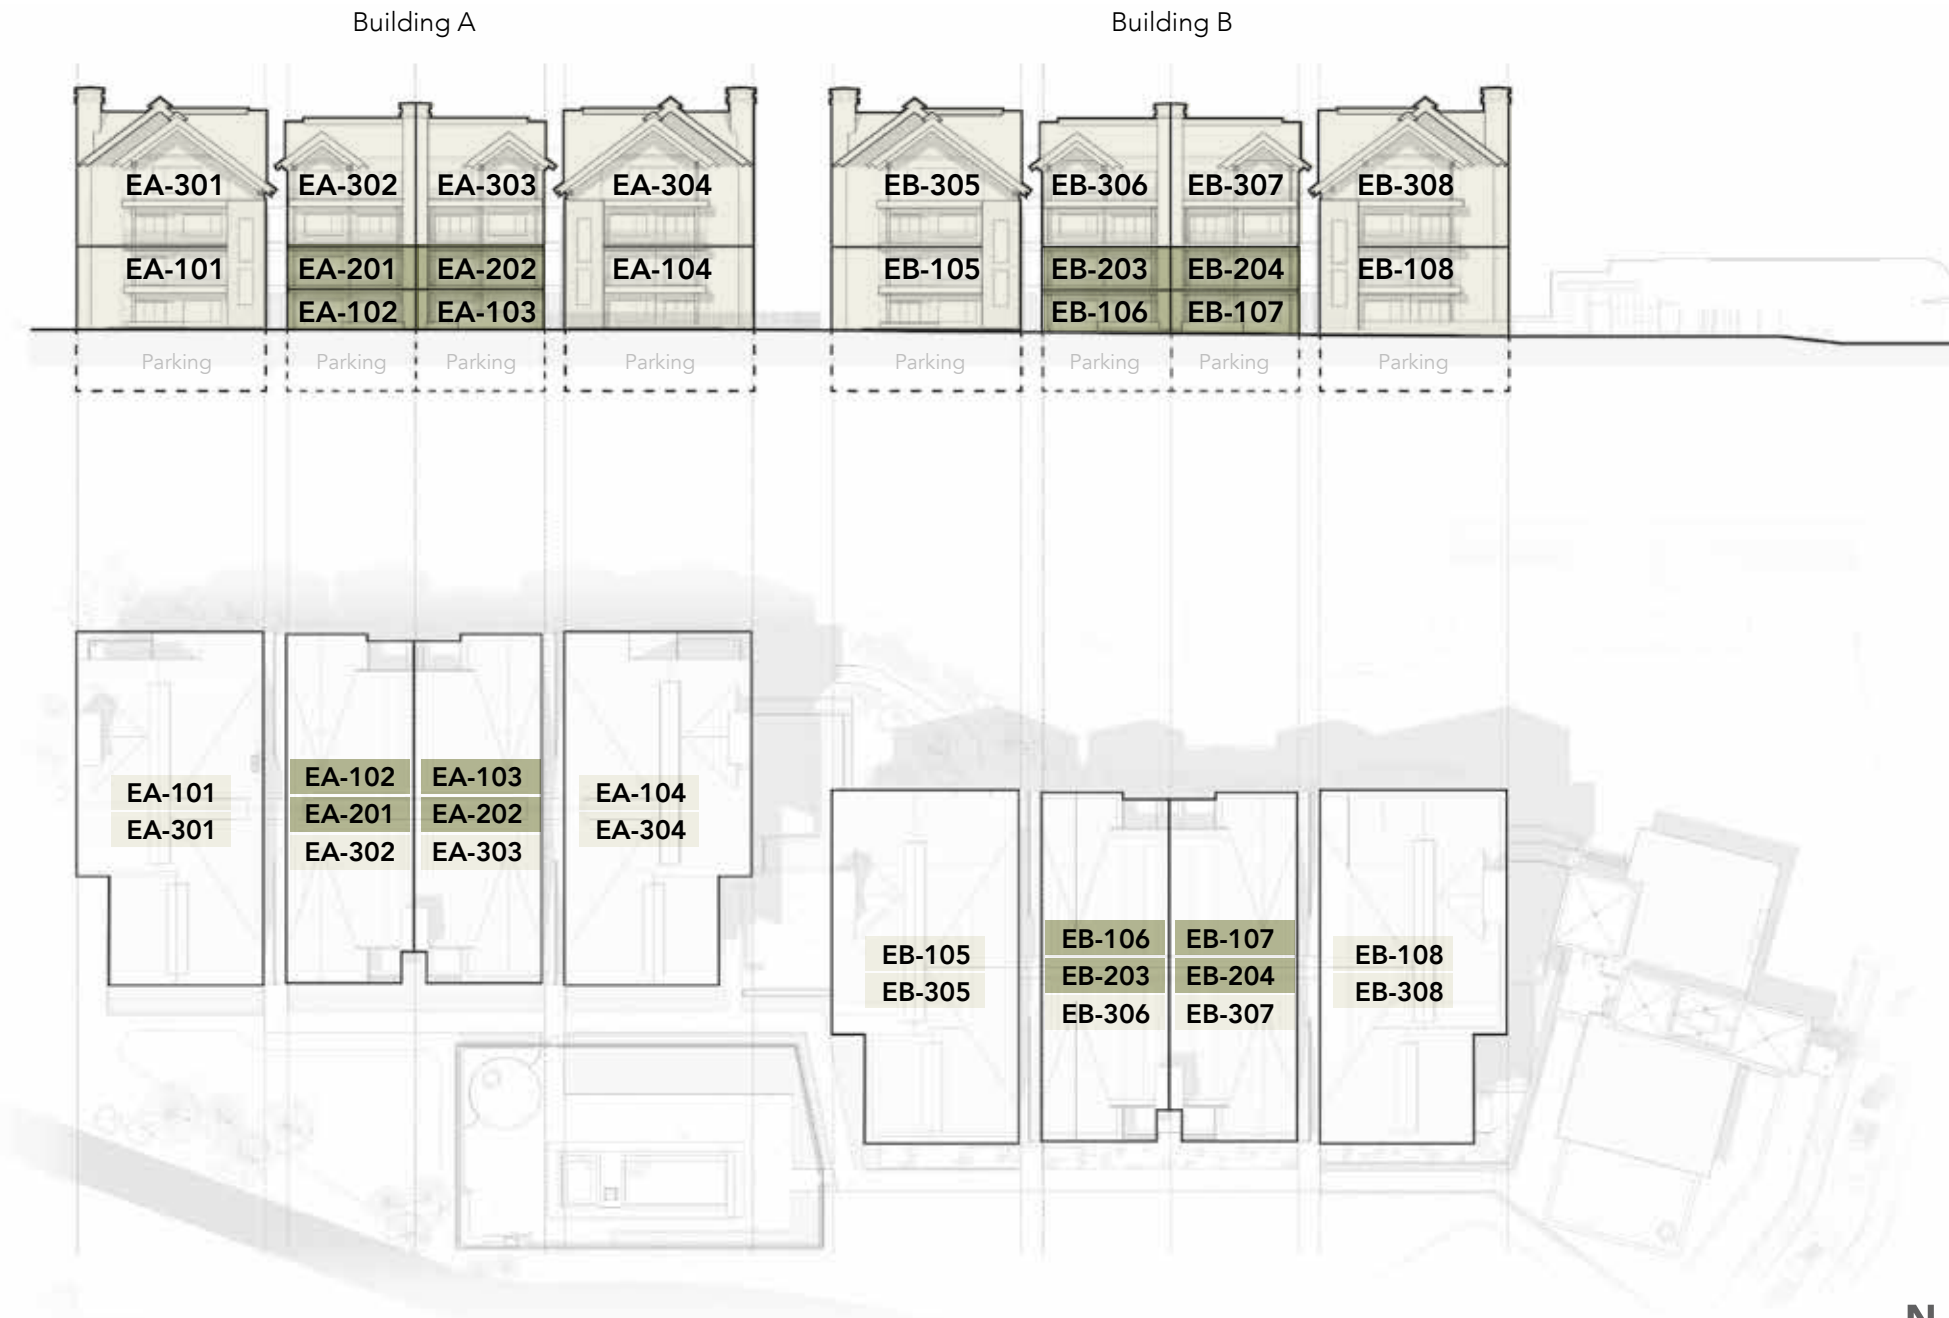 Building A Building B
EA-301 EA-302 EA-303 EA-304 EB-305 EB-306 EB-307 EB-308
EA-101 EA-201 EA-202 EA-104 EB-105 EB-203 EB-204 EB-108
EA-102 EA-103 EB-106 EB-107
Parking Parking Parking Parking Parking Parking Parking Parking
EA-102 EA-103
EA-101 EA-104
EA-201 EA-202
EA-301 EA-304
EA-302 EA-303
EB-106 EB-107
EB-105 EB-108
EB-203 EB-204
EB-305 EB-308
EB-306 EB-307
N